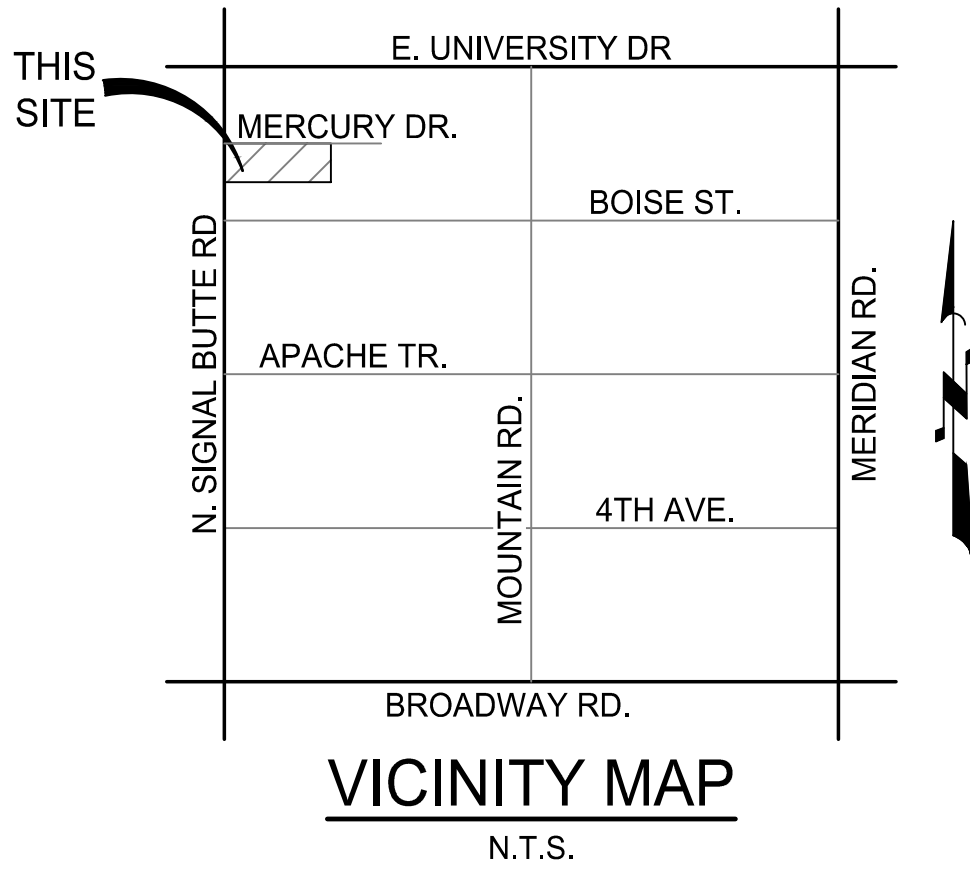 E. UNIVERSITY DR
THIS
SITE
MERCURY DR.
BOISE ST.
N. SIGNAL BUTTE RD
APACHE TR.
MERIDIAN RD.
MOUNTAIN RD.
4TH AVE.
BROADWAY RD.
VICINITY MAP
N.T.S.